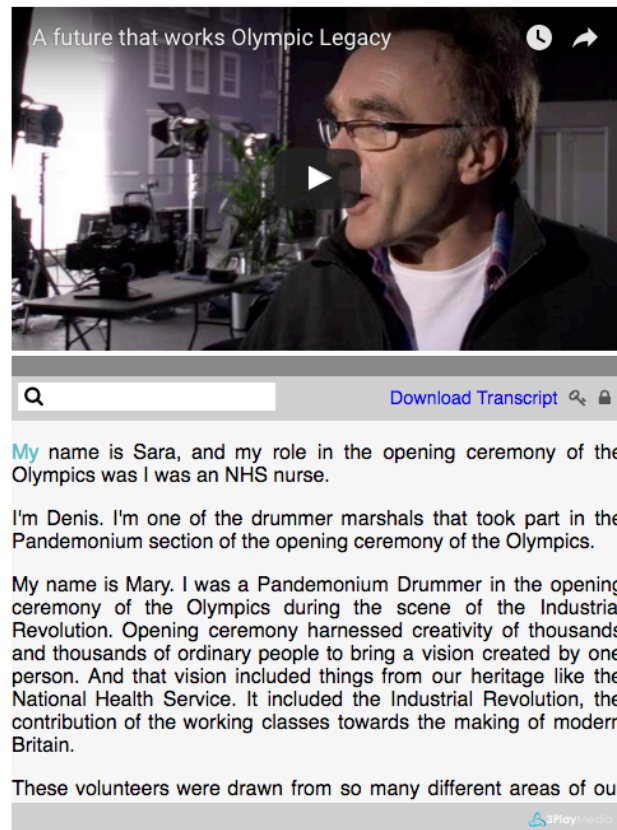 A future that works Olympic Legacy
Download Transcript
My name is Sara, and my role in the opening ceremony of the
Olympics was I was an NHS nurse.
I'm Denis. I'm one of the drummer marshals that took part in the
Pandemonium section of the opening ceremony of the Olympics.
My name is Mary. I was a Pandemonium Drummer in the opening
ceremony of the Olympics during the scene of the Industria
Revolution. Opening ceremony harnessed creativity of thousands
and thousands of ordinary people to bring a vision created by one
person. And that vision included things from our heritage like the
National Health Service. It included the Industrial Revolution, the
contribution of the working classes towards the making of modern
Britain.
These volunteers were drawn from so many different areas of ou
3PlayMedia